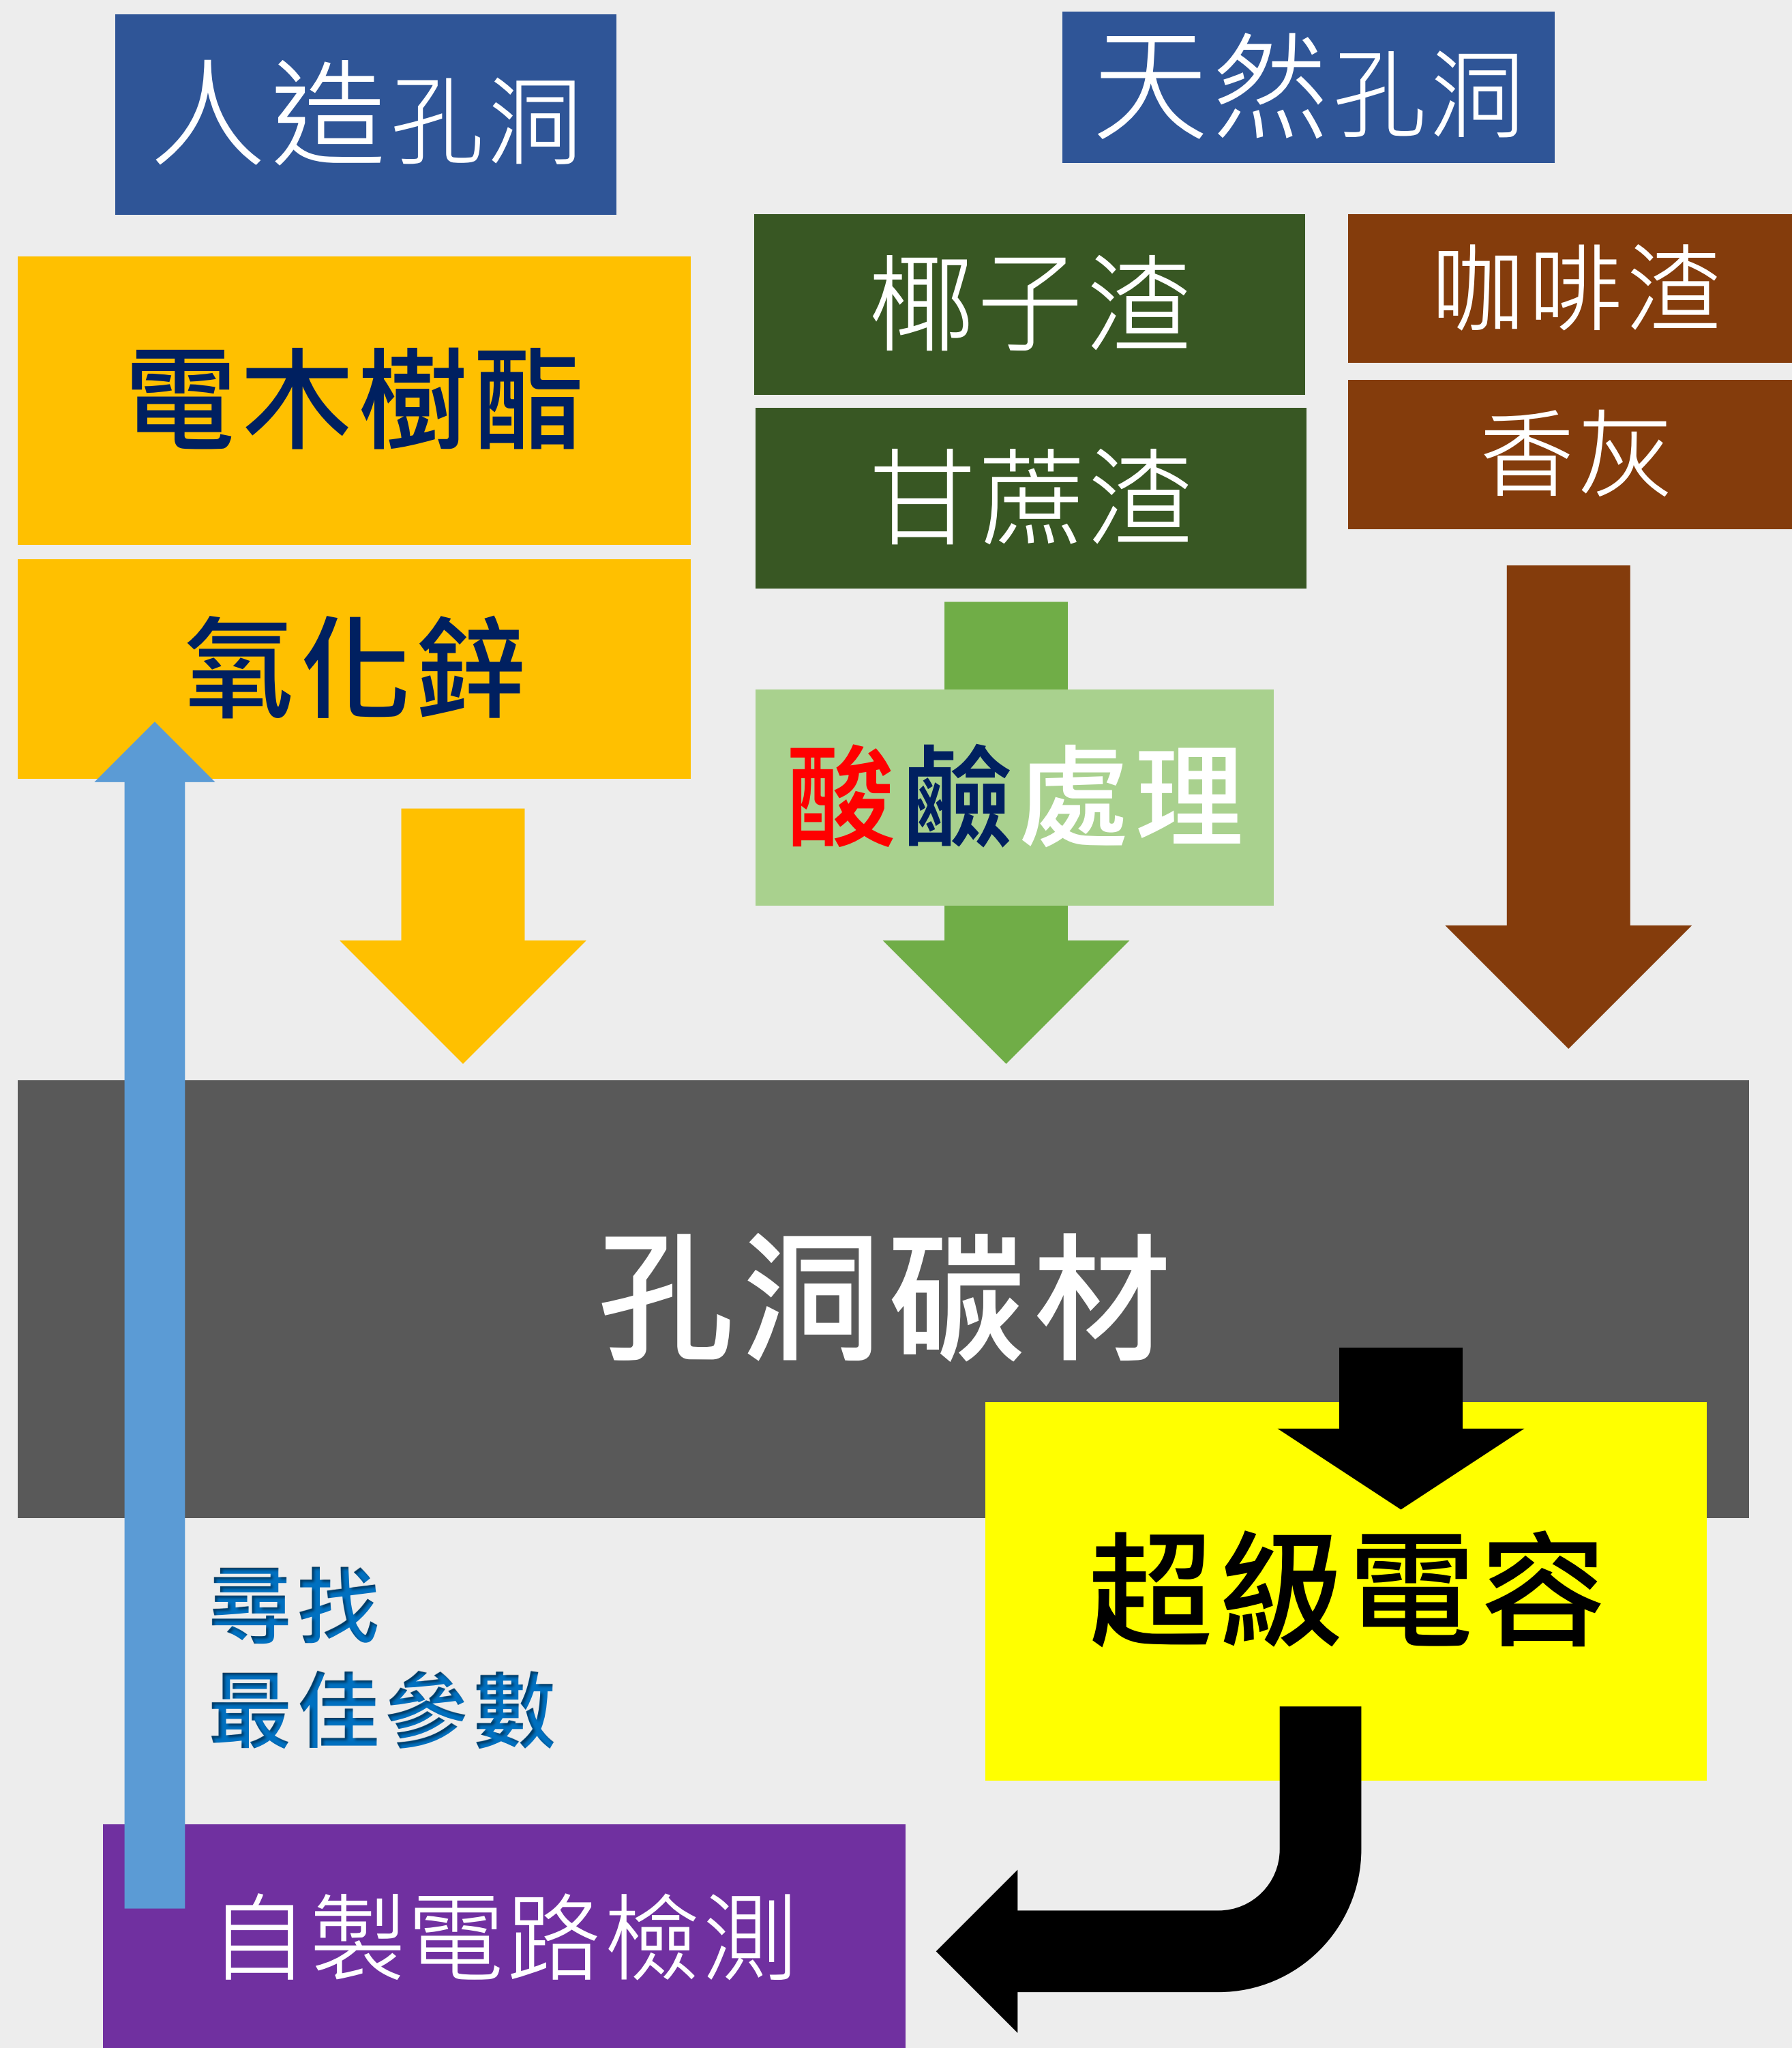 人造孔洞
天然孔洞
電木樹酯
氧化鋅
椰子渣
甘蔗渣
咖啡渣
香灰
酸鹼處理
孔洞碳材
超級電容
尋找
最佳參數
自製電路檢測